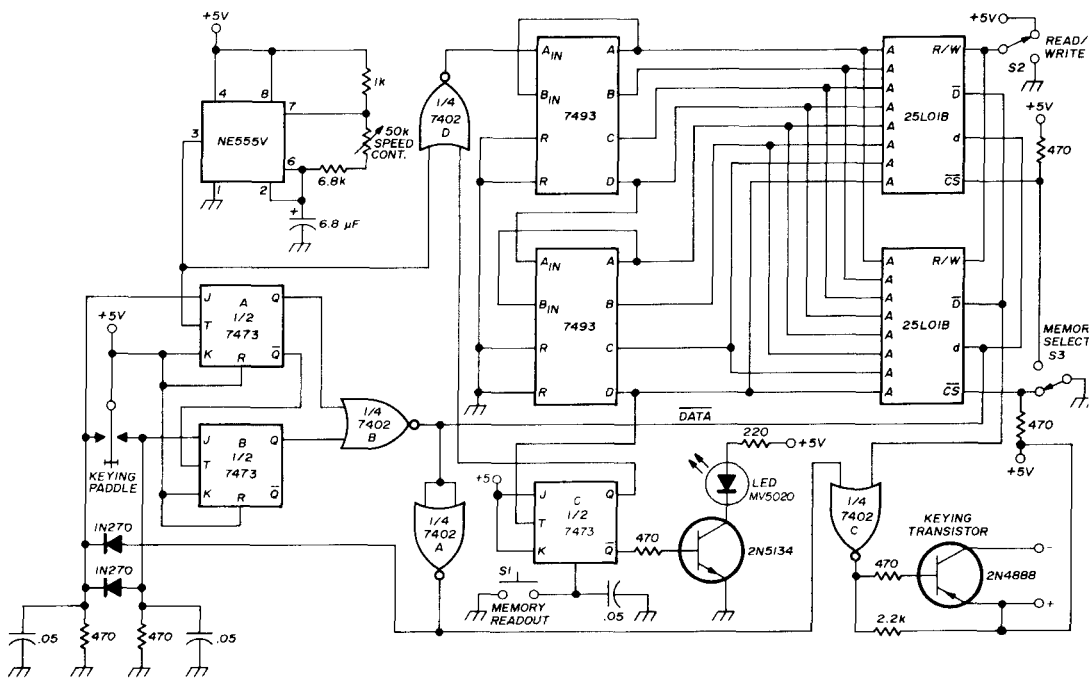 +5V
4
8
3
7
6
1
2
NE555V
1k
50k
SPEED
CONT.
6.8k
+
6.8 µF
1/4
7402
D
A IN
B IN
R
R
7493
A
B
C
D
A IN
B IN
R
R
7493
A
B
C
D
A
A
A
A
A
A
A
A
25L01B
R/W
D̅
d
C̅S̅
A
A
A
A
A
A
A
A
25L01B
R/W
D̅
d
C̅S̅
+5V
READ/
WRITE
S2
+5V
470
MEMORY
SELECT
S3
470
+5V
+5V
J
T
K
A
1/2
7473
R
Q
Q̅
J
T
K
B
1/2
7473
R
Q
Q̅
KEYING
PADDLE
1/4
7402
B
D̅A̅T̅A̅
1N270
1N270
.05
470
470
.05
1/4
7402
A
+5
J
T
K
C
1/2
7473
Q
Q̅
S1
MEMORY
READOUT
.05
470
220
+5V
LED
MV5020
2N5134
1/4
7402
C
KEYING
TRANSISTOR
470
2N4888
2.2k
-
+